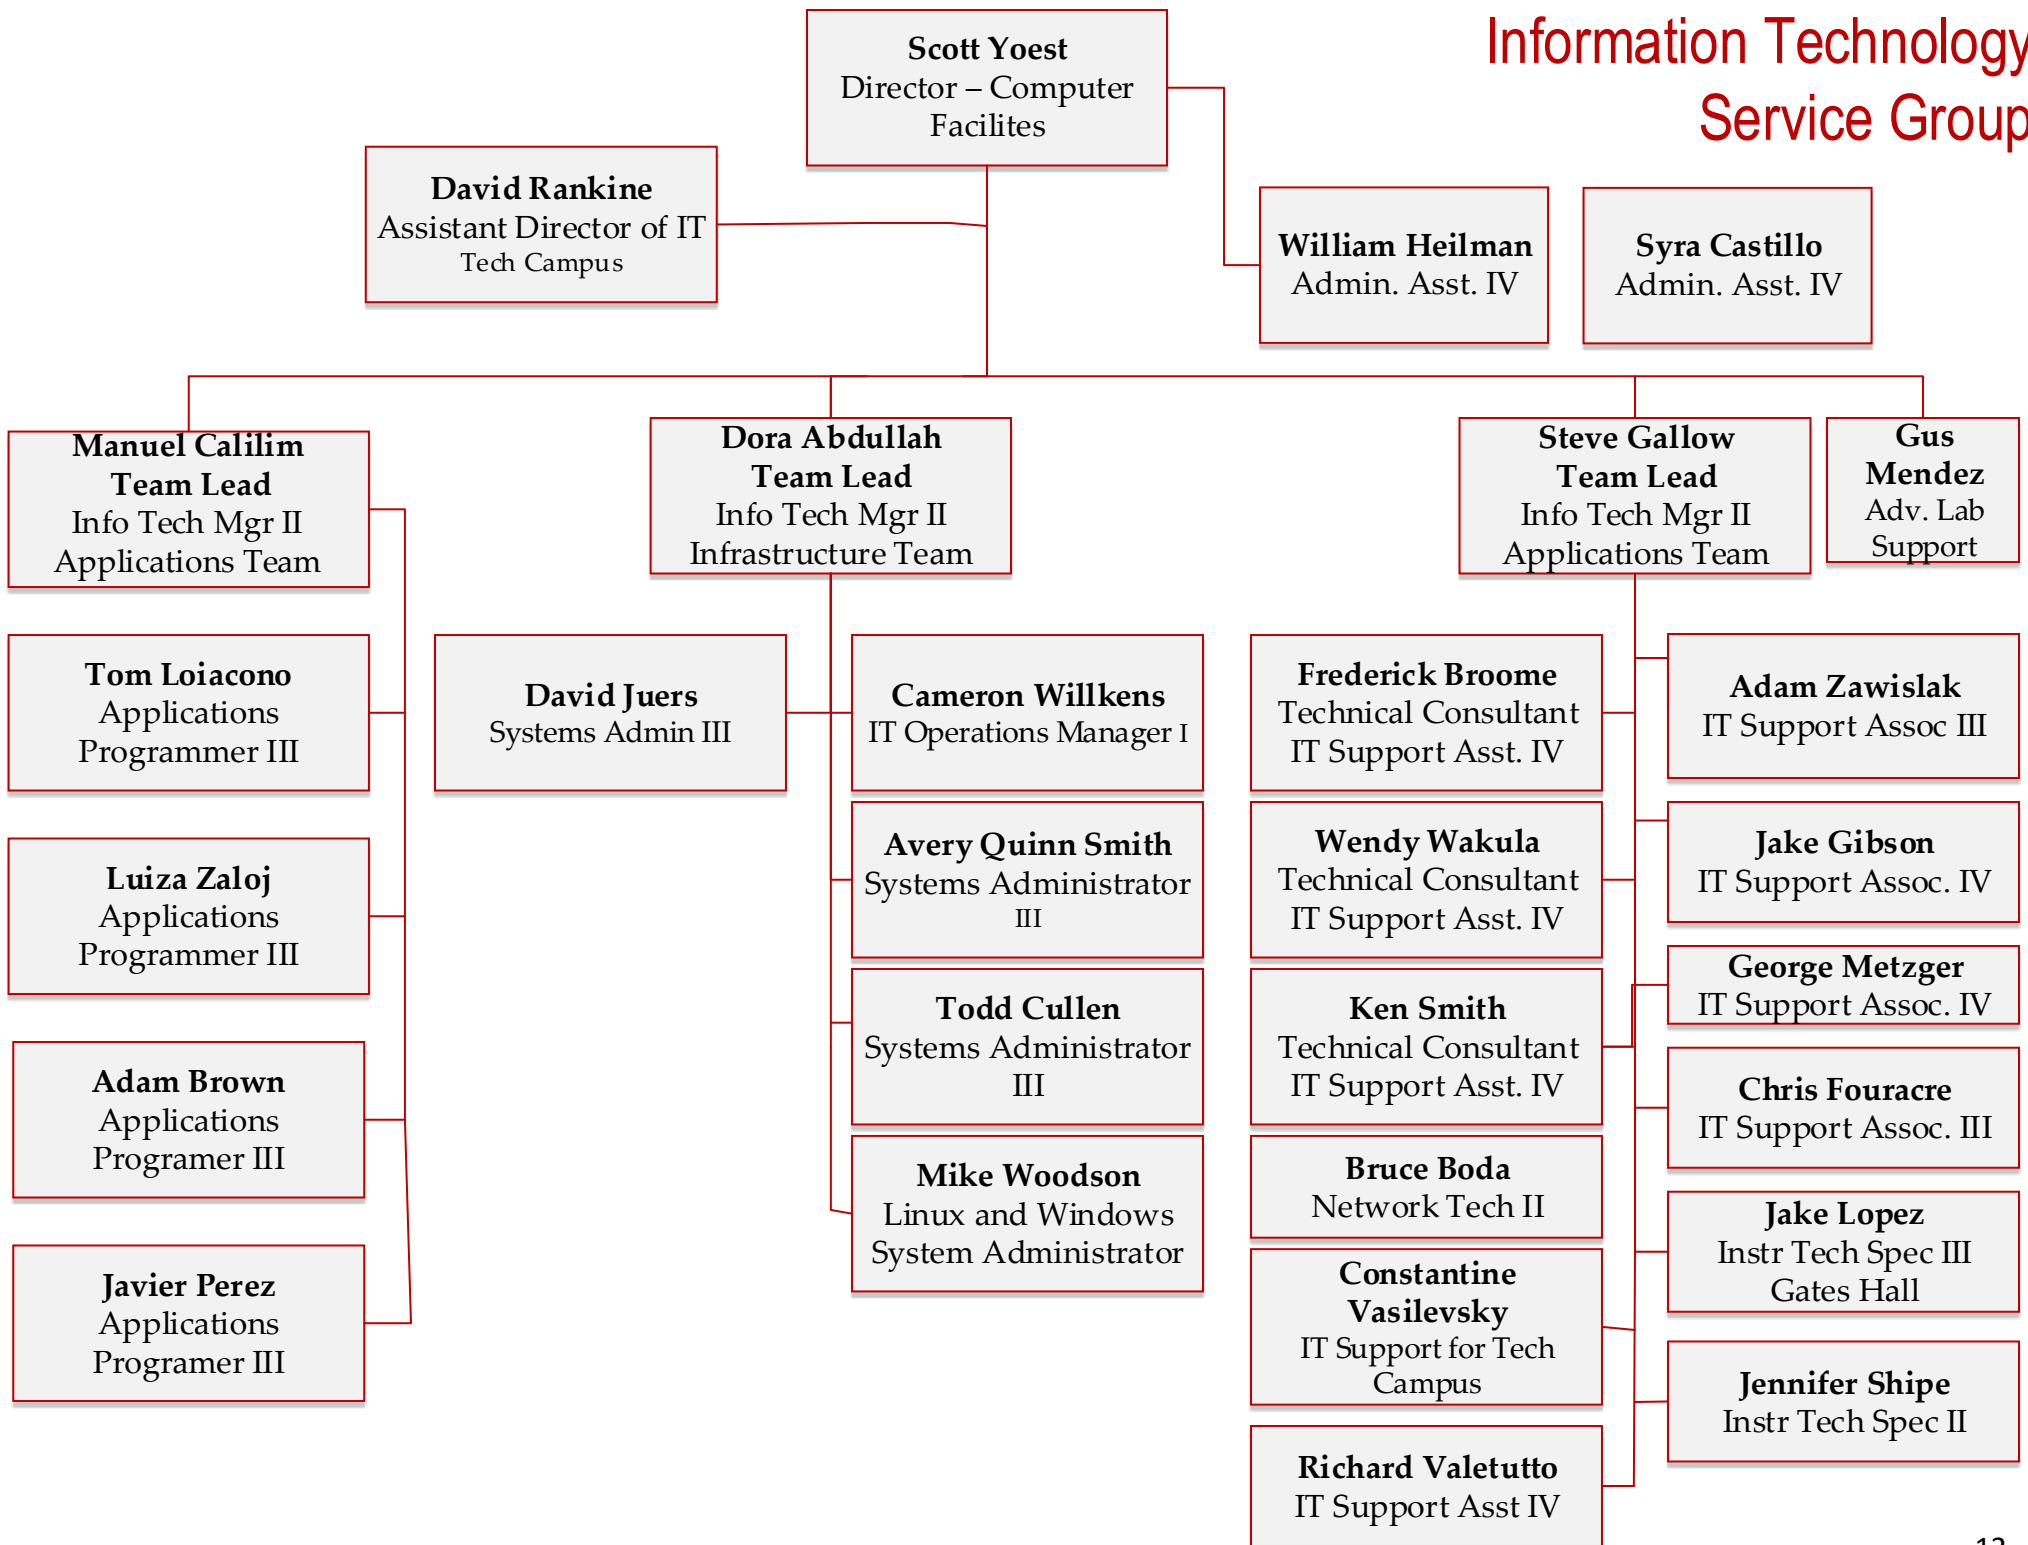 Information Technology
Service Group
Scott Yoest
Director – Computer
Facilites
David Rankine
Assistant Director of IT
Tech Campus
William Heilman
Admin. Asst. IV
Syra Castillo
Admin. Asst. IV
Manuel Calilim
Team Lead
Info Tech Mgr II
Applications Team
Dora Abdullah
Team Lead
Info Tech Mgr II
Infrastructure Team
Steve Gallow
Team Lead
Info Tech Mgr II
Applications Team
Gus
Mendez
Adv. Lab
Support
Tom Loiacono
Applications
Programmer III
Luiza Zaloj
Applications
Programmer III
Adam Brown
Applications
Programer III
Javier Perez
Applications
Programer III
David Juers
Systems Admin III
Cameron Willkens
IT Operations Manager I
Avery Quinn Smith
Systems Administrator
III
Todd Cullen
Systems Administrator
III
Mike Woodson
Linux and Windows
System Administrator
Frederick Broome
Technical Consultant
IT Support Asst. IV
Wendy Wakula
Technical Consultant
IT Support Asst. IV
Ken Smith
Technical Consultant
IT Support Asst. IV
Bruce Boda
Network Tech II
Constantine
Vasilevsky
IT Support for Tech
Campus
Richard Valetutto
IT Support Asst IV
Adam Zawislak
IT Support Assoc III
Jake Gibson
IT Support Assoc. IV
George Metzger
IT Support Assoc. IV
Chris Fouracre
IT Support Assoc. III
Jake Lopez
Instr Tech Spec III
Gates Hall
Jennifer Shipe
Instr Tech Spec II